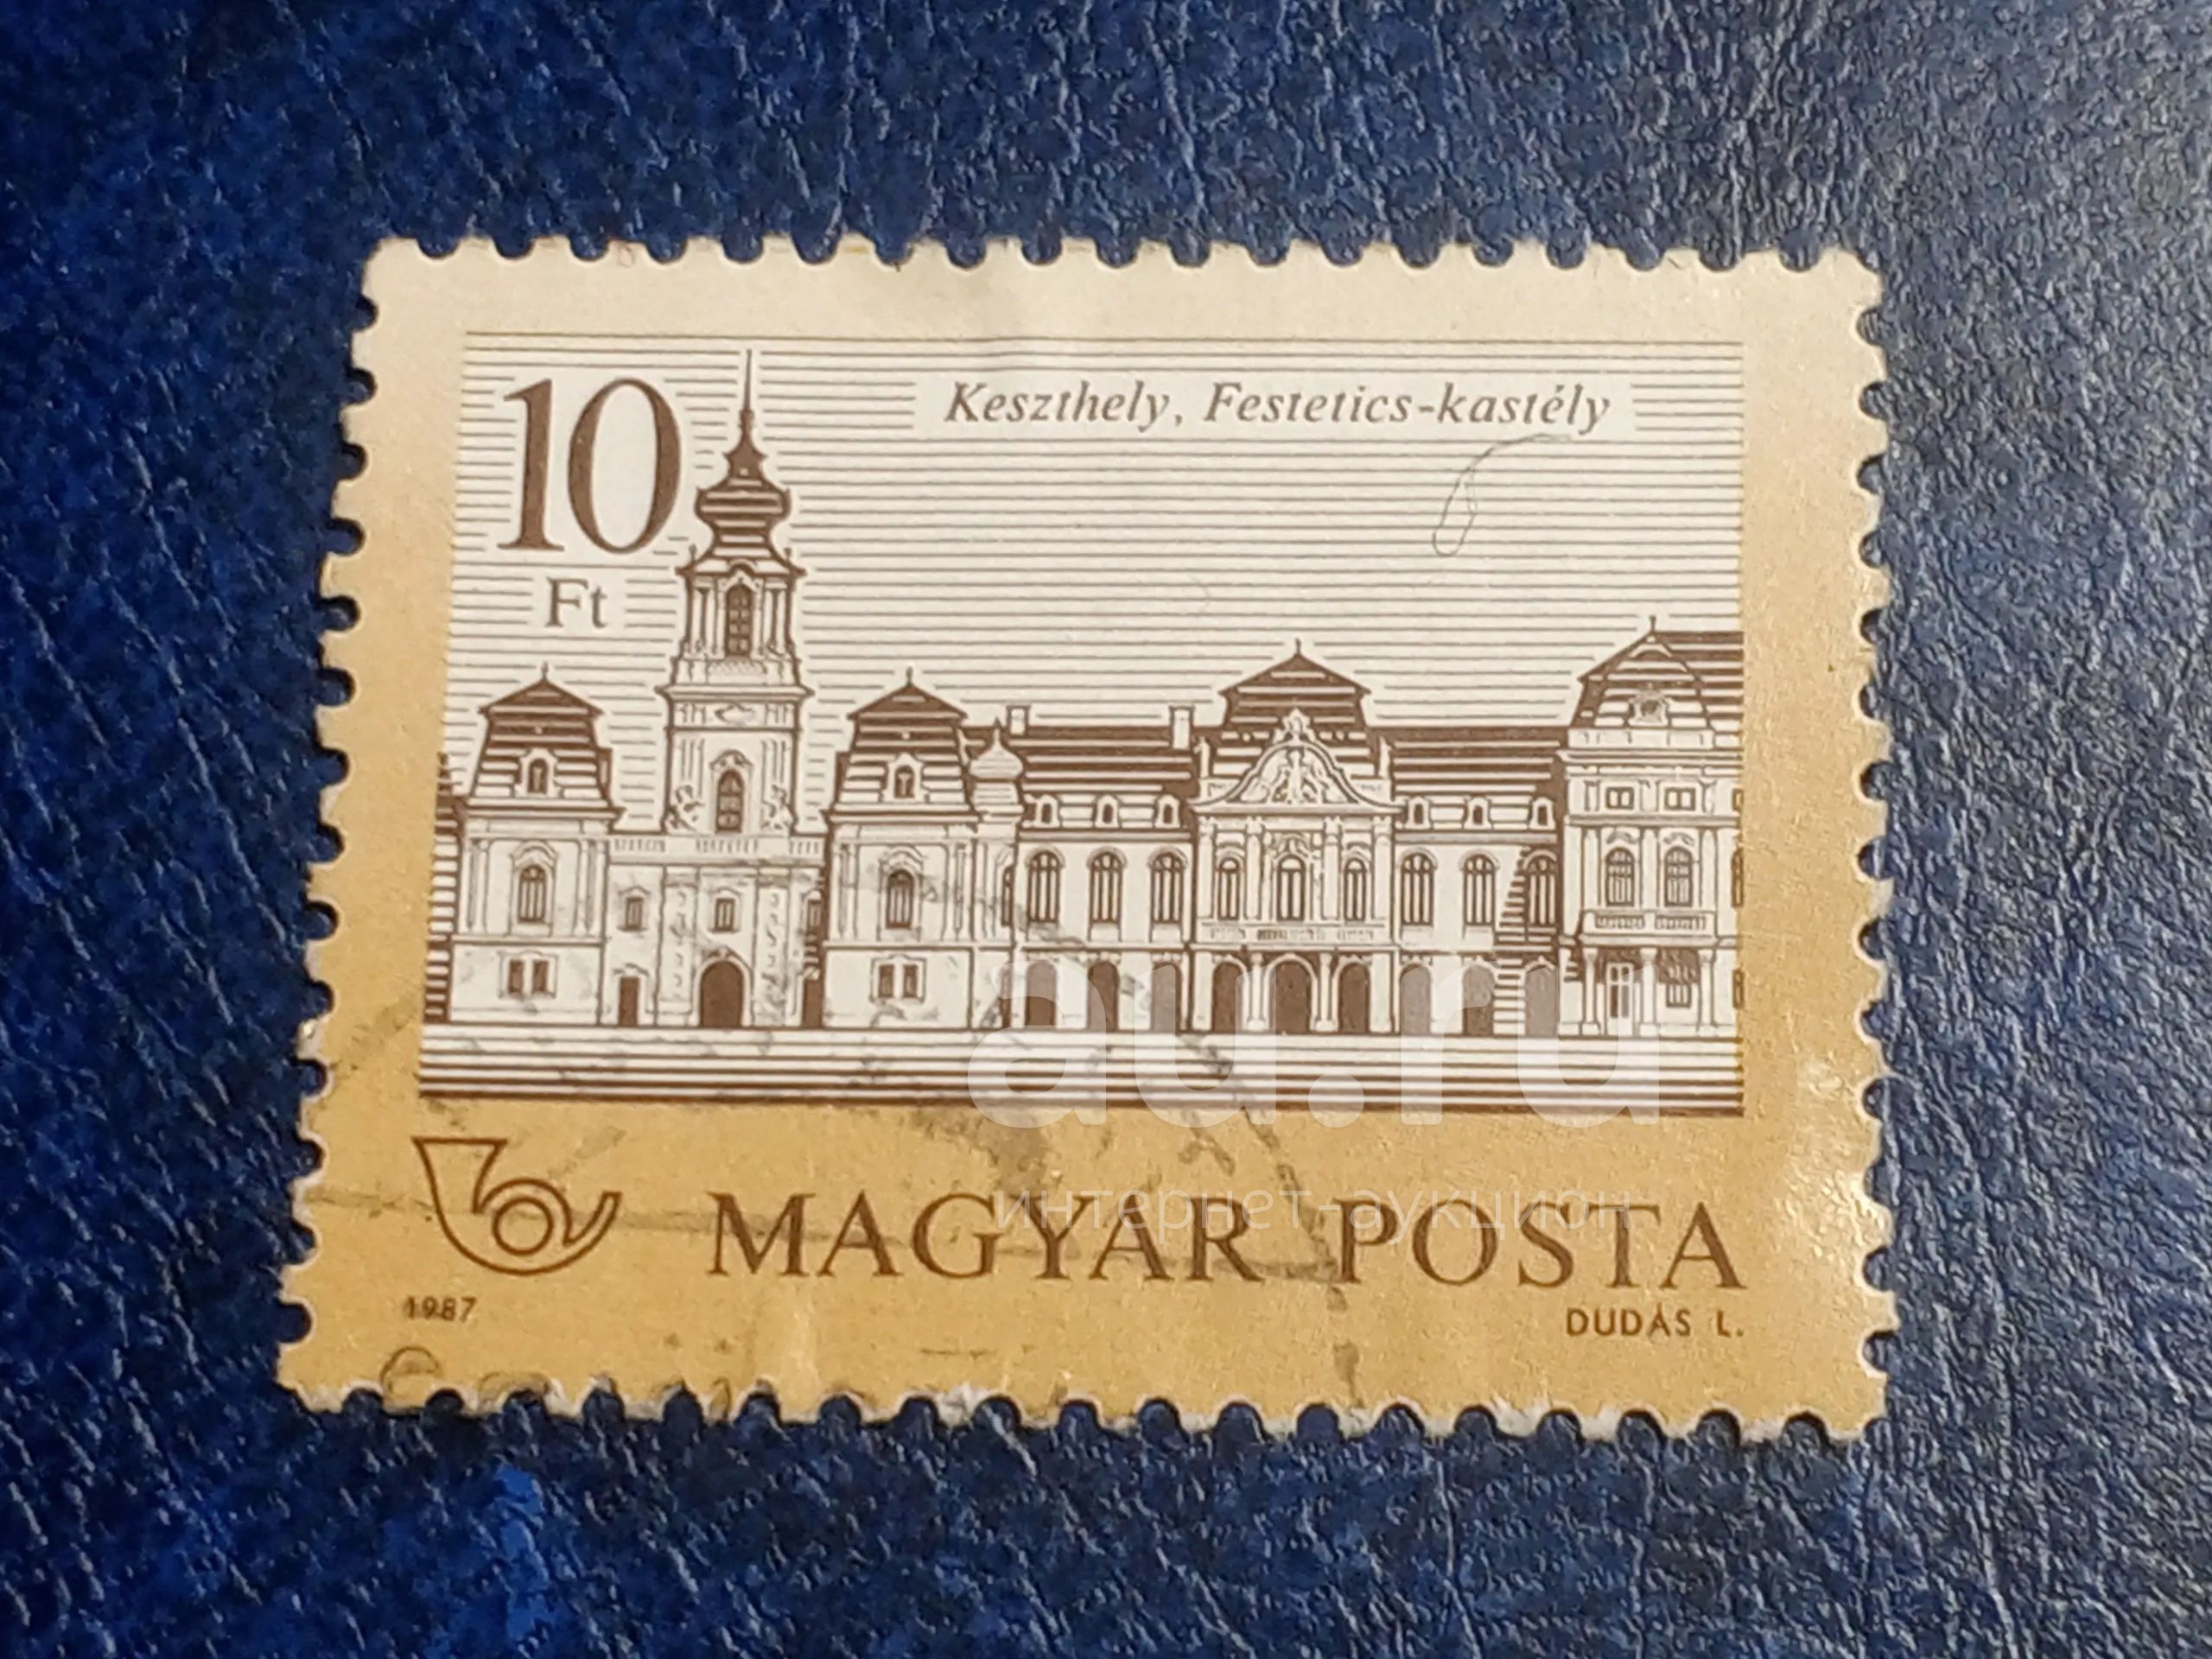 10
Ft
Keszthely, Festetics-kastély
au.ru
интернет-аукцион
MAGYAR POSTA
1987
DUDÁS L.